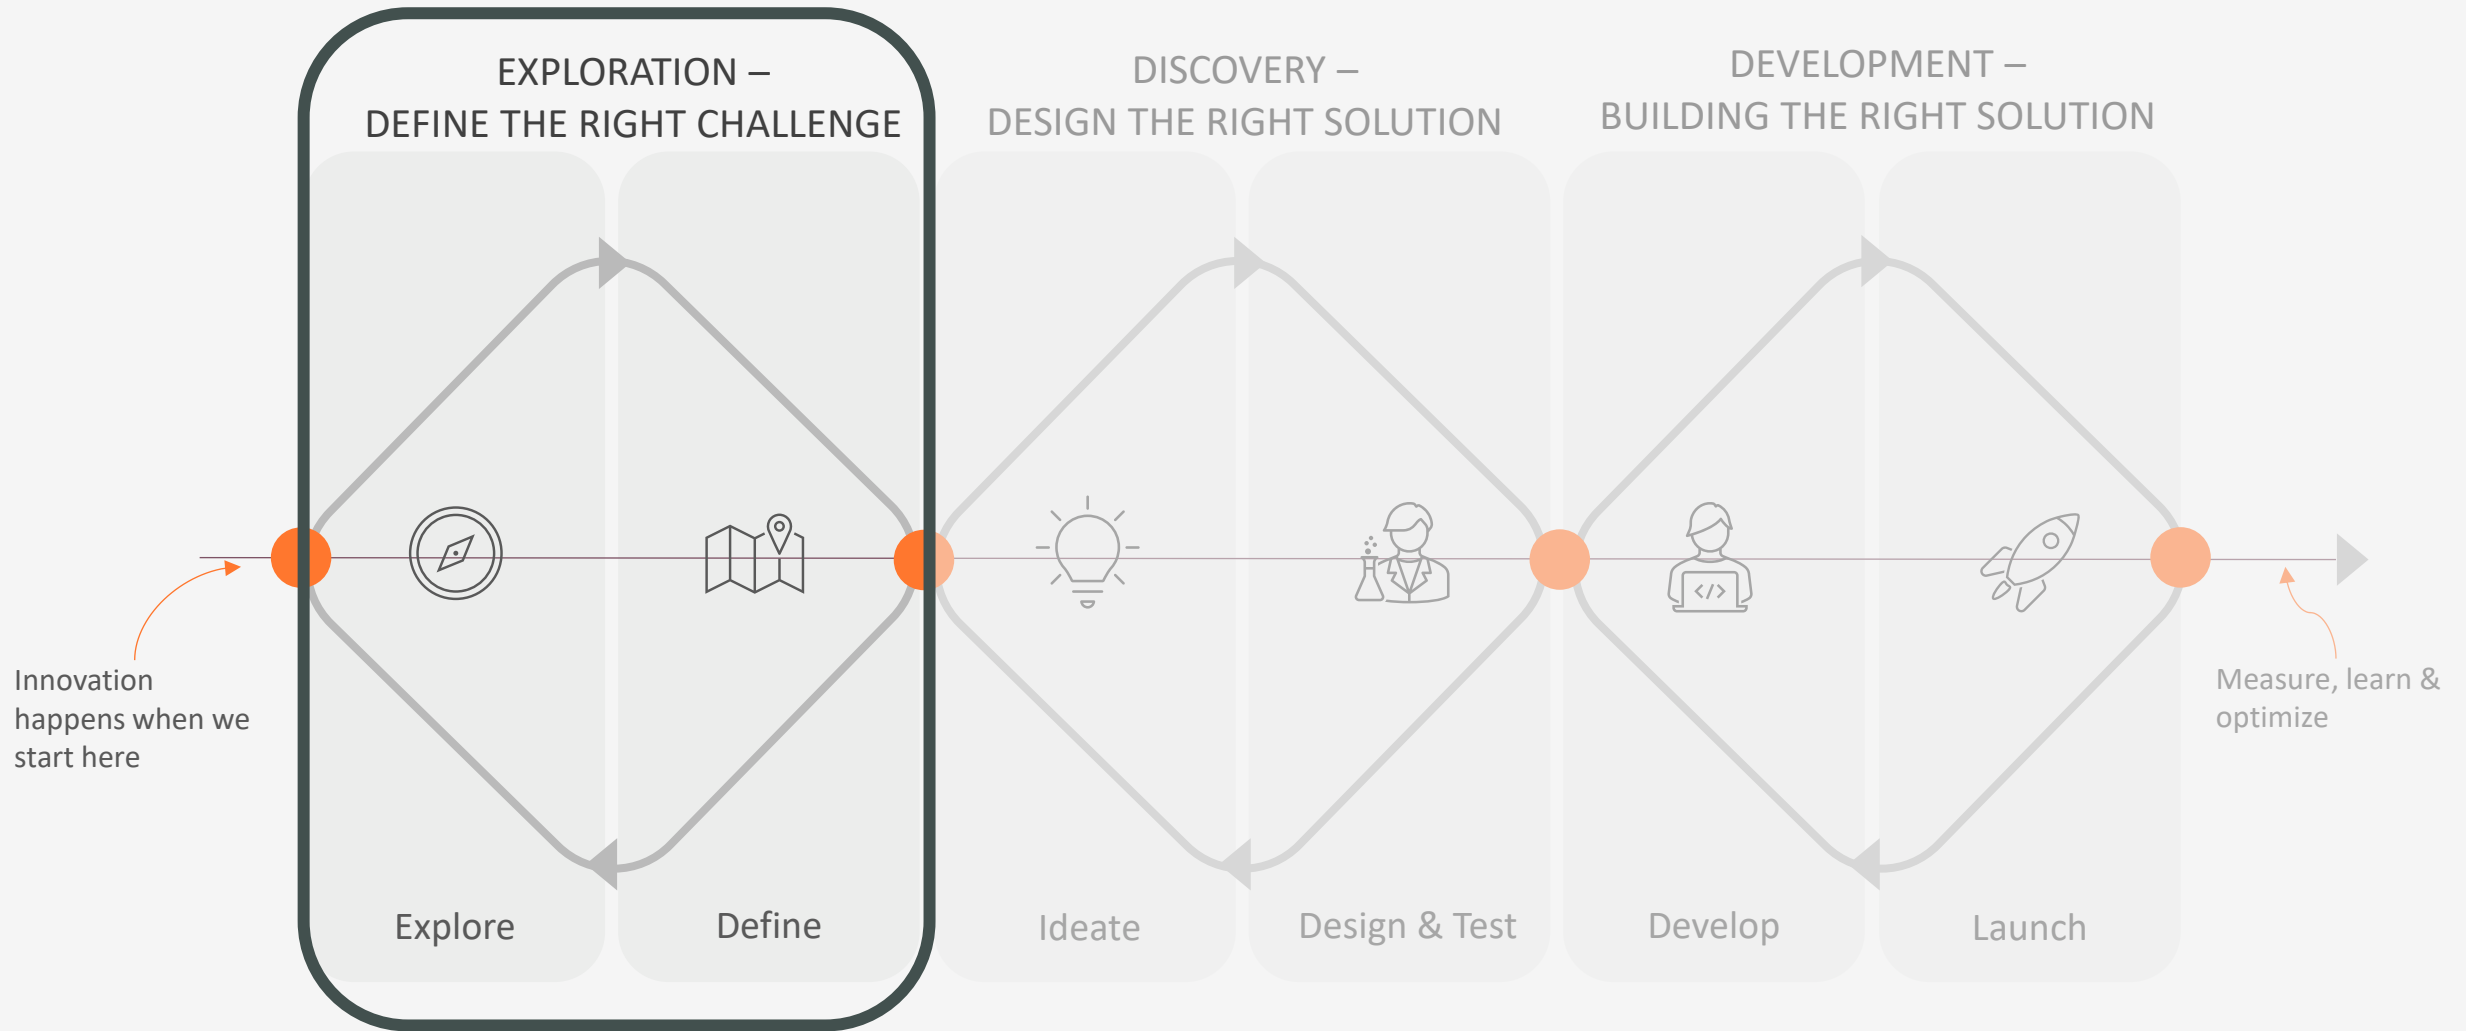 EXPLORATION –
DEFINE THE RIGHT CHALLENGE
DISCOVERY –
DESIGN THE RIGHT SOLUTION
DEVELOPMENT –
BUILDING THE RIGHT SOLUTION
</>
Innovation
happens when we
start here
Measure, learn &
optimize
Explore
Define
Ideate
Design & Test
Develop
Launch